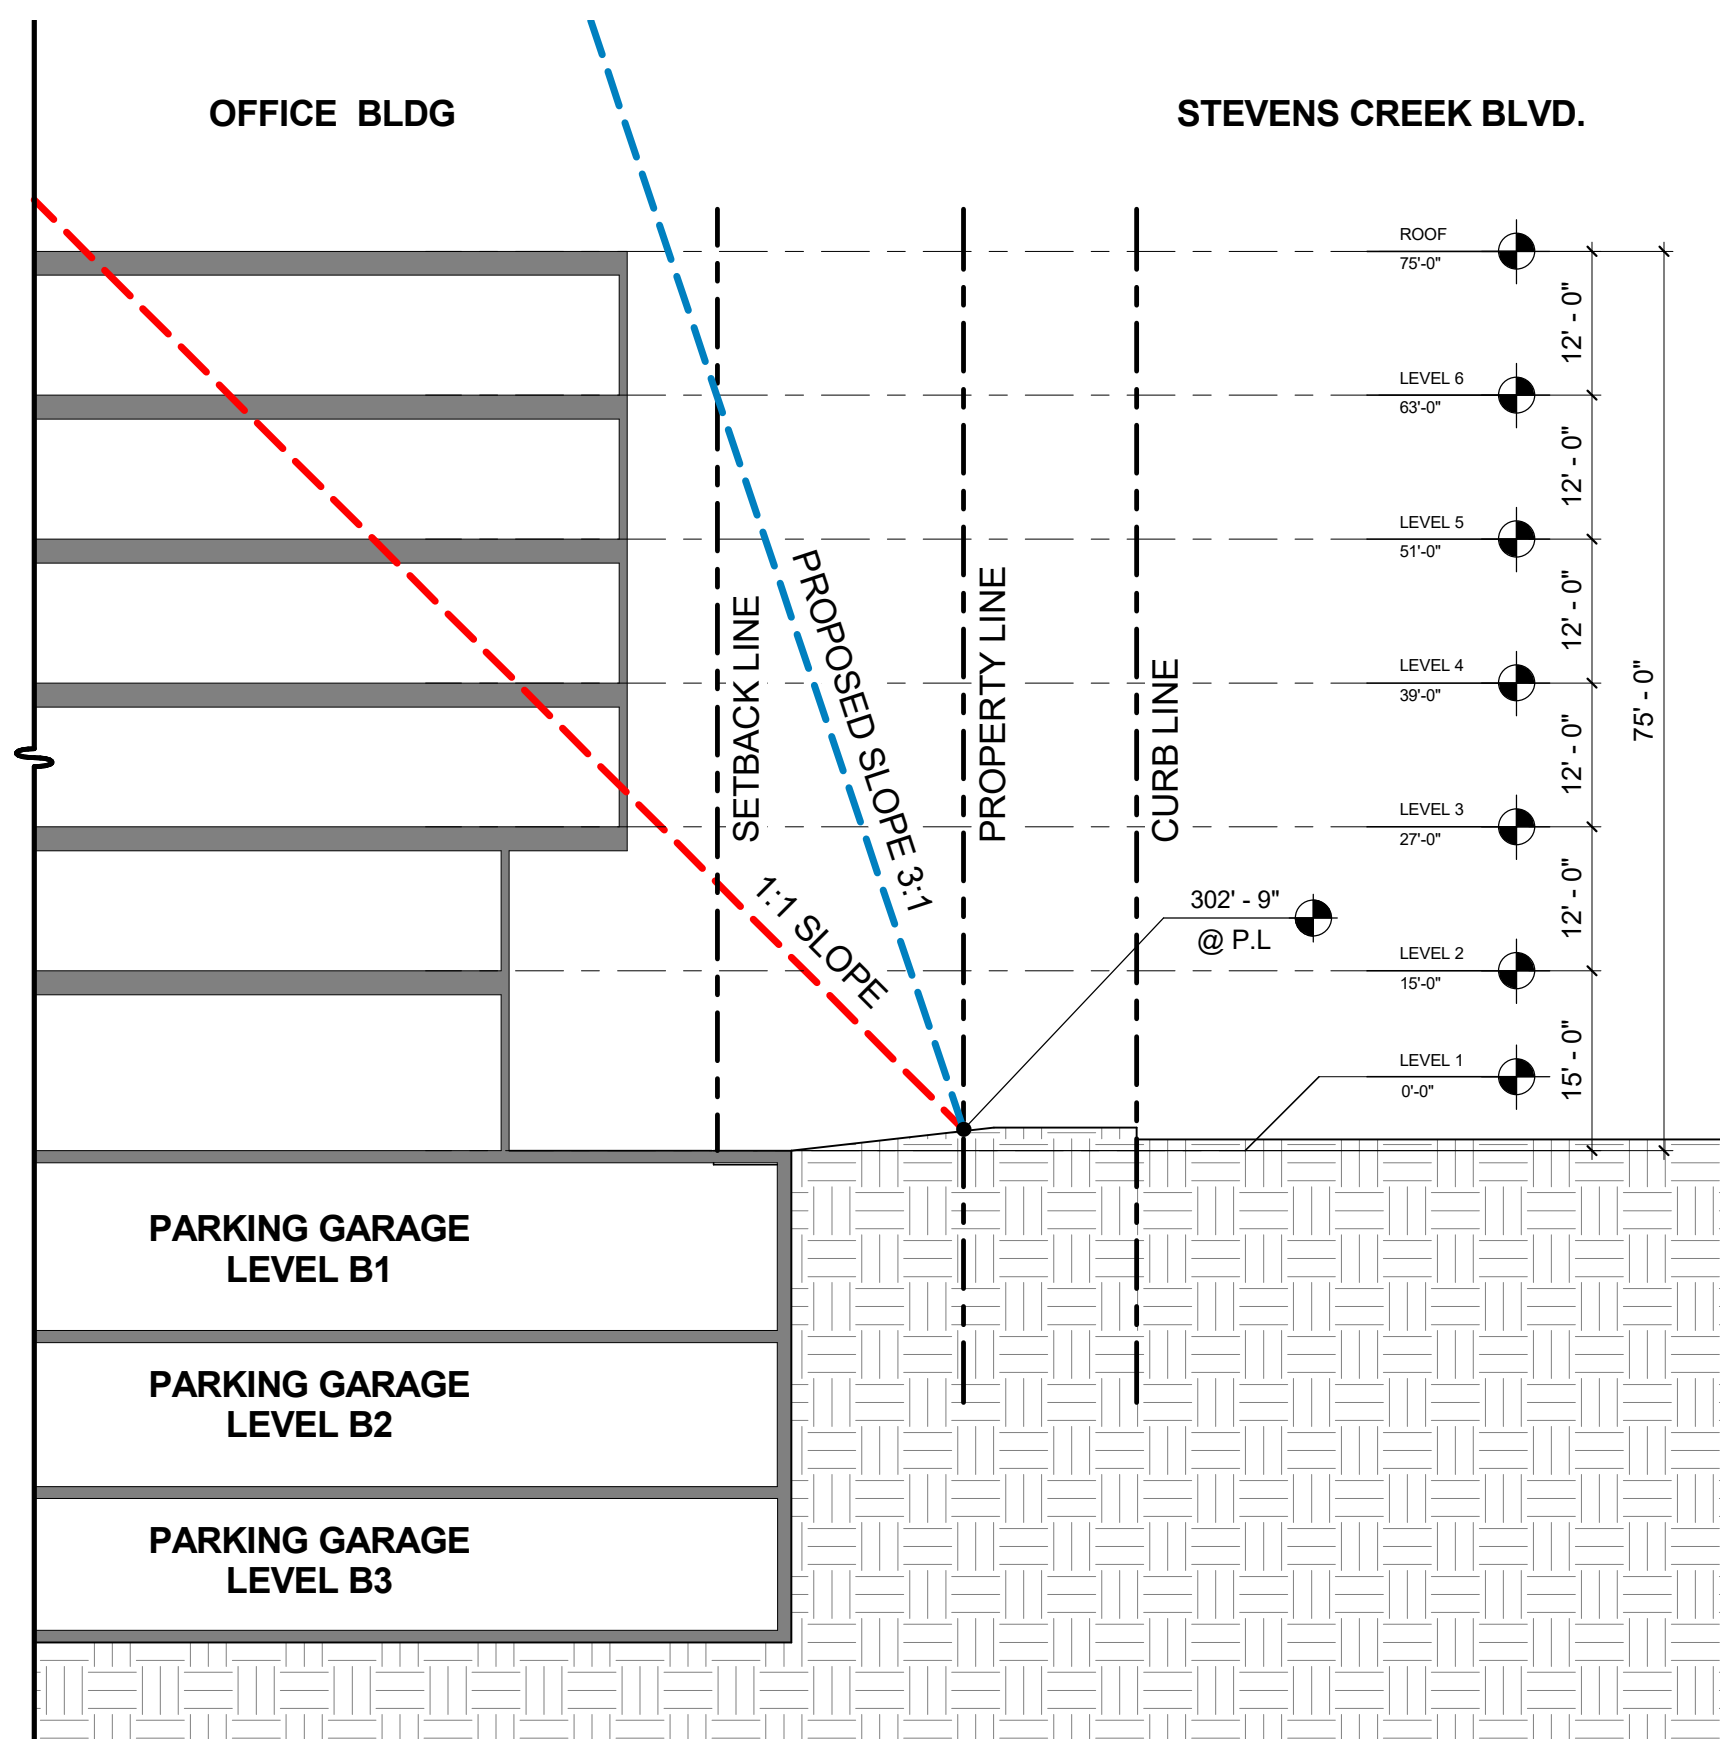 OFFICE BLDG
STEVENS CREEK BLVD.
ROOF
75'-0"
12' - 0"
LEVEL 6
63'-0"
12' - 0"
LEVEL 5
51'-0"
12' - 0"
LEVEL 4
39'-0"
12' - 0"
75' - 0"
LEVEL 3
27'-0"
12' - 0"
LEVEL 2
15'-0"
LEVEL 1
0'-0"
15' - 0"
SETBACK LINE
PROPOSED SLOPE 3:1
PROPERTY LINE
CURB LINE
1:1 SLOPE
302' - 9"
@ P.L
PARKING GARAGE
LEVEL B1
PARKING GARAGE
LEVEL B2
PARKING GARAGE
LEVEL B3